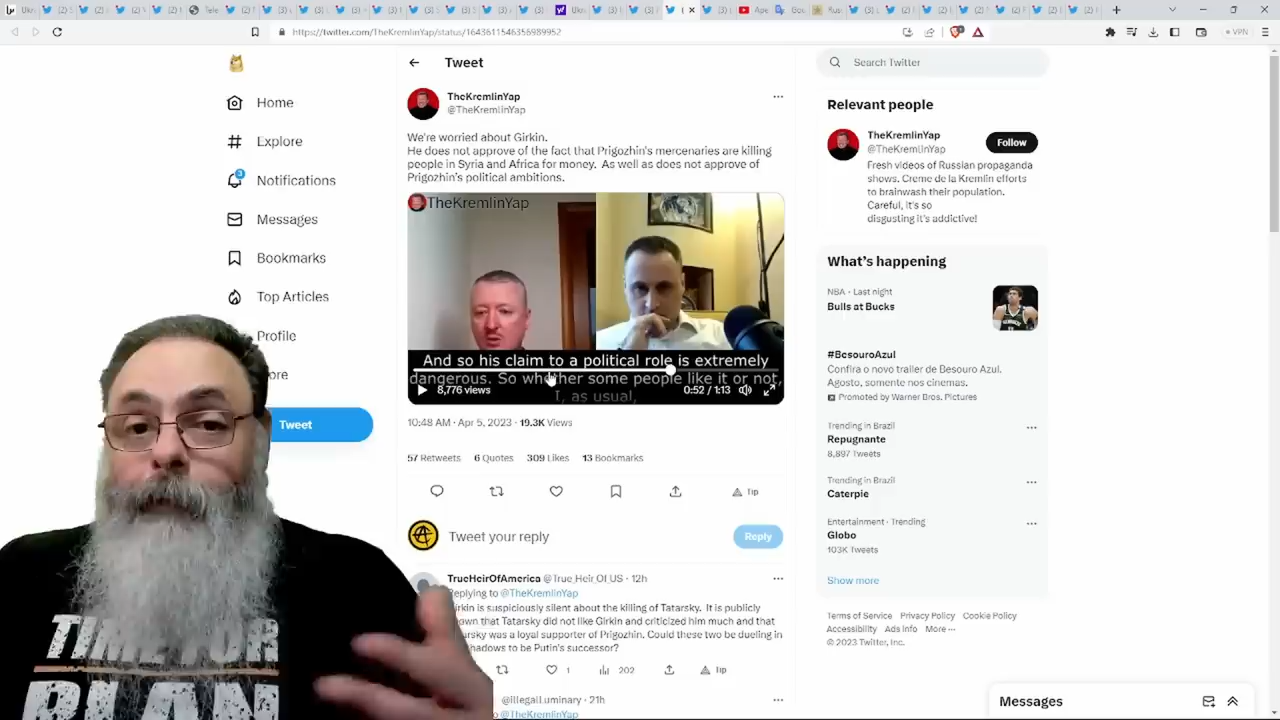 https://twitter.com/TheKremlinYap/status/1643611546356989952
VPN
Home
Explore
3
Notifications
Messages
Bookmarks
Top Articles
Profile
Tweet
Tweet
TheKremlinYap
@TheKremlinYap
We're worried about Girkin.
He does not approve of the fact that Prigozhin's mercenaries are killing
people in Syria and Africa for money. As well as does not approve of
Prigozhin's political ambitions.
TheKremlinYap
And so his claim to a political role is extremely
dangerous. So whether some people like it or not,
I, as usual,
8,776 views
0:52 / 1:13
10:48 AM · Apr 5, 2023 · 19.3K Views
57 Retweets 6 Quotes 309 Likes 13 Bookmarks
Tip
Tweet your reply
Reply
TrueHeirOfAmerica @True_Heir_Of_US · 12h
Replying to @TheKremlinYap
Girkin is suspiciously silent about the killing of Tatarsky. It is publicly
that Tatarsky did not like Girkin and criticized him much and that
was a loyal supporter of Prigozhin. Could these two be dueling in
to be Putin's successor?
1 202 Tip
@illegalLuminary · 21h
@TheKremlinYap
Search Twitter
Relevant people
TheKremlinYap
@TheKremlinYap
Follow
Fresh videos of Russian propaganda
shows. Creme de la Kremlin efforts
to brainwash their population.
Careful, it's so
disgusting it's addictive!
What's happening
NBA · Last night
Bulls at Bucks
#BesouroAzul
Confira o novo trailer de Besouro Azul.
Agosto, somente nos cinemas.
Promoted by Warner Bros. Pictures
Trending in Brazil
Repugnante
8,897 Tweets
Trending in Brazil
Caterpie
Entertainment · Trending
Globo
103K Tweets
Show more
Terms of Service Privacy Policy Cookie Policy
Accessibility Ads info More ···
© 2023 Twitter, Inc.
Messages